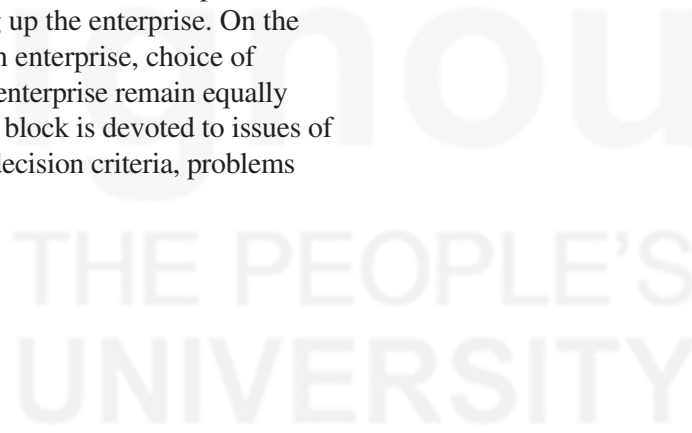 up the enterprise. On the
enterprise, choice of
enterprise remain equally
block is devoted to issues of
decision criteria, problems
ignou
THE PEOPLE'S
UNIVERSITY